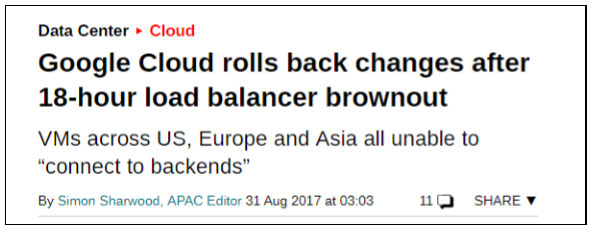 Data Center ▸ Cloud
Google Cloud rolls back changes after
18-hour load balancer brownout
VMs across US, Europe and Asia all unable to
“connect to backends”
By Simon Sharwood, APAC Editor 31 Aug 2017 at 03:03 11 SHARE ▼